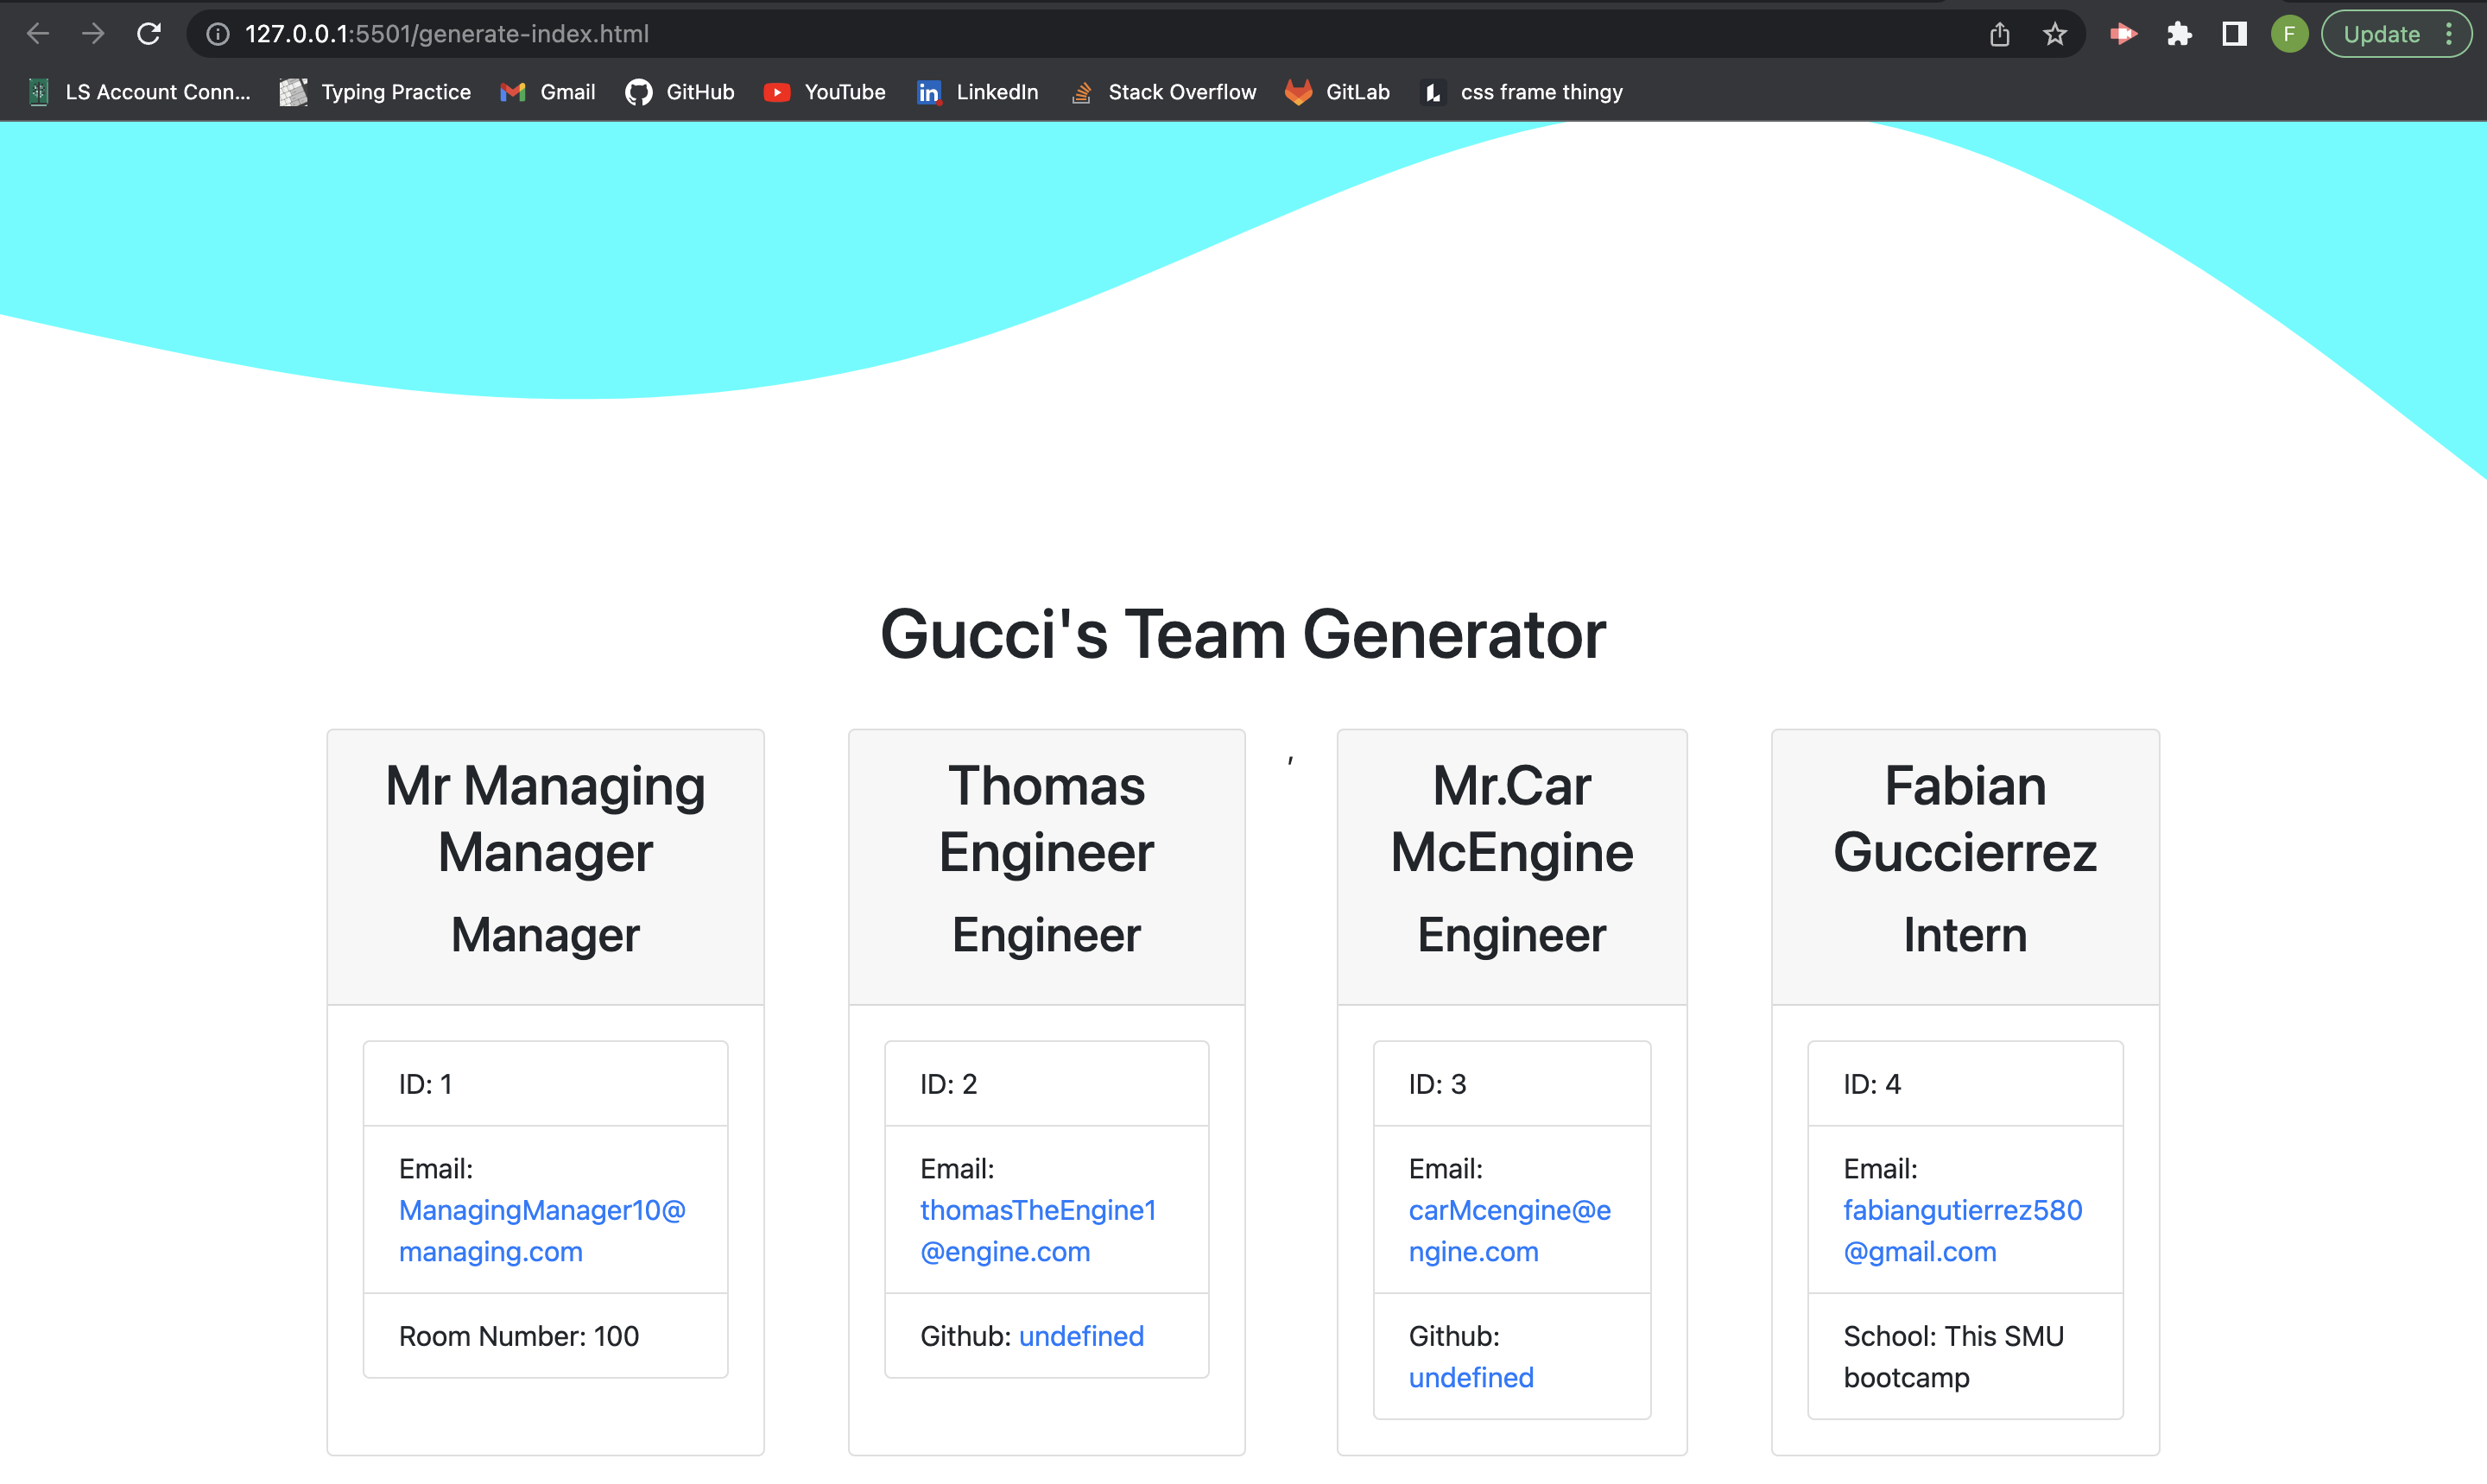 127.0.0.1:5501/generate-index.html
F
Update
LS Account Conn...
Typing Practice
Gmail
GitHub
YouTube
LinkedIn
Stack Overflow
GitLab
css frame thingy
Gucci's Team Generator
Mr Managing
Manager
Manager
ID: 1
Email:
ManagingManager10@
managing.com
Room Number: 100
Thomas
Engineer
Engineer
ID: 2
Email:
thomasTheEngine1
@engine.com
Github: undefined
,
Mr.Car
McEngine
Engineer
ID: 3
Email:
carMcengine@e
ngine.com
Github:
undefined
Fabian
Guccierrez
Intern
ID: 4
Email:
fabiangutierrez580
@gmail.com
School: This SMU
bootcamp